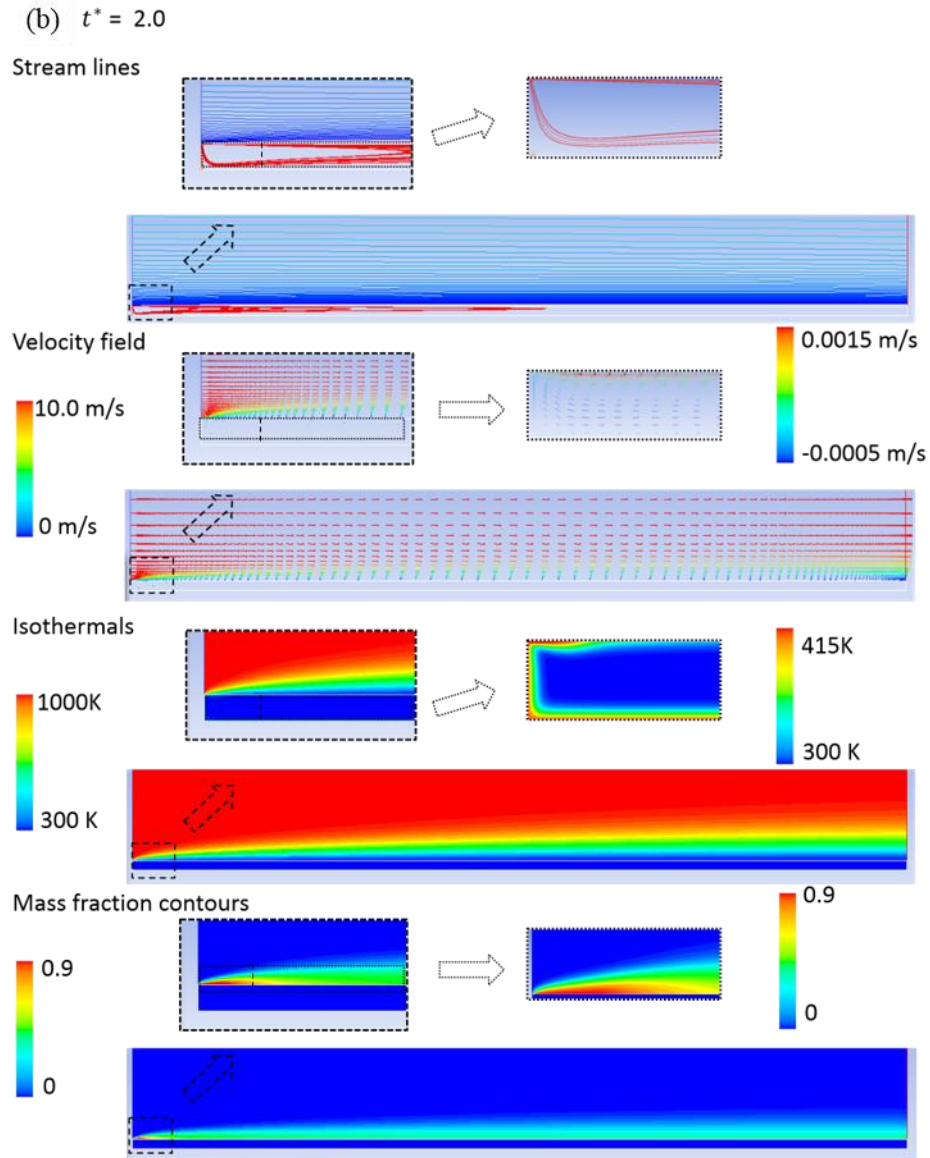 (b) t* = 2.0
Stream lines
Velocity field
10.0 m/s
0 m/s
0.0015 m/s
-0.0005 m/s
Isothermals
1000K
300 K
415K
300 K
Mass fraction contours
0.9
0
0.9
0